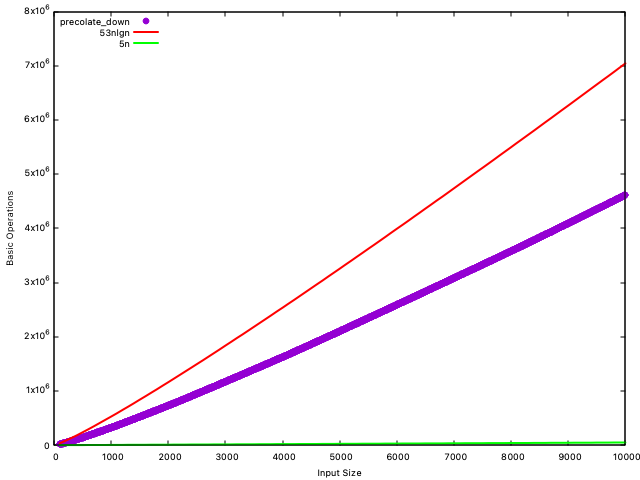 precolate_down
53nlgn
5n
8x10⁶
7x10⁶
6x10⁶
5x10⁶
4x10⁶
3x10⁶
2x10⁶
1x10⁶
0
Basic Operations
0 1000 2000 3000 4000 5000 6000 7000 8000 9000 10000
Input Size